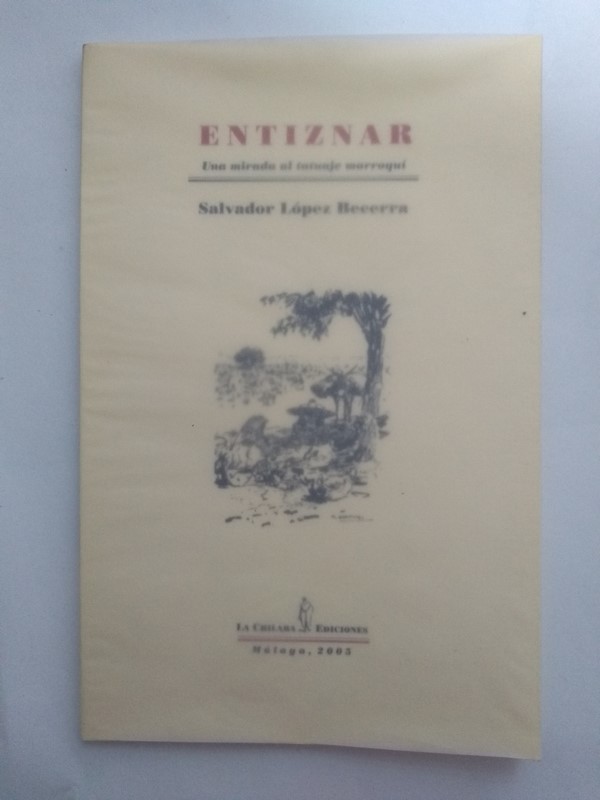 ENTIZNAR
Una mirada al tatuaje marroquí
Salvador López Becerra
LA CHILABA EDICIONES
Málaga, 2005